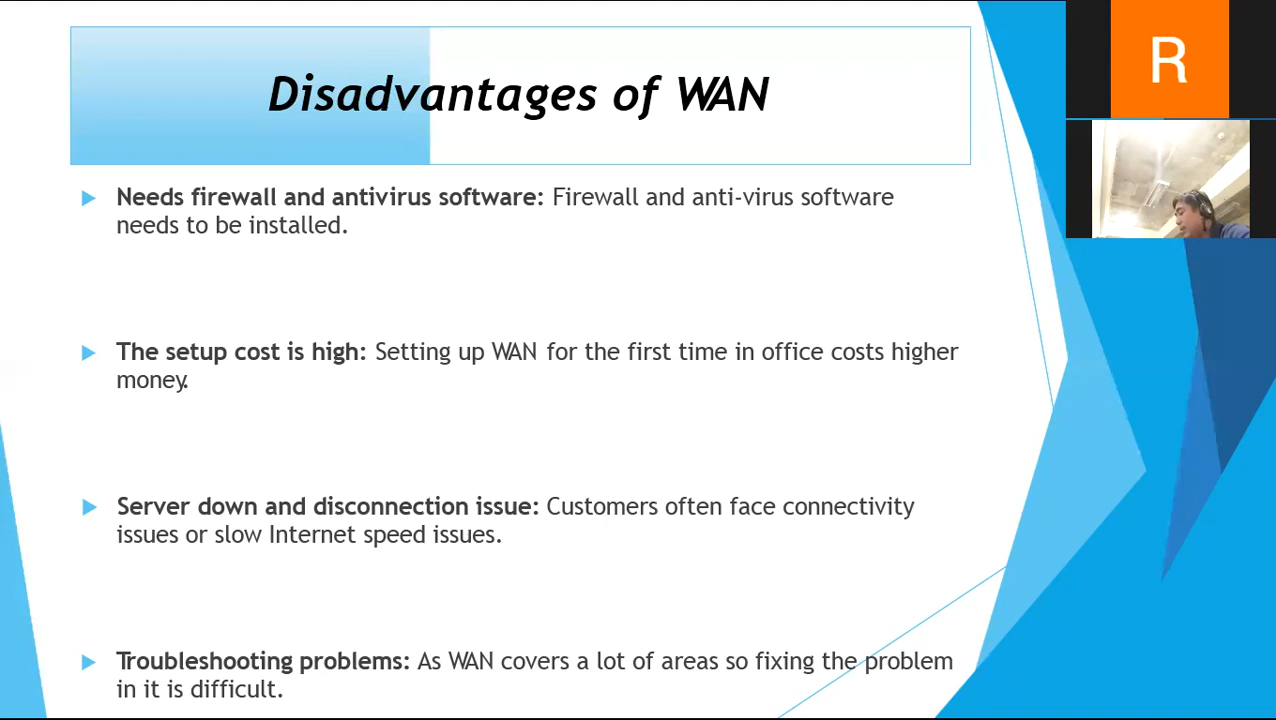 Disadvantages of WAN
R
Needs firewall and antivirus software: Firewall and anti-virus software
needs to be installed.
The setup cost is high: Setting up WAN for the first time in office costs higher
money.
Server down and disconnection issue: Customers often face connectivity
issues or slow Internet speed issues.
Troubleshooting problems: As WAN covers a lot of areas so fixing the problem
in it is difficult.